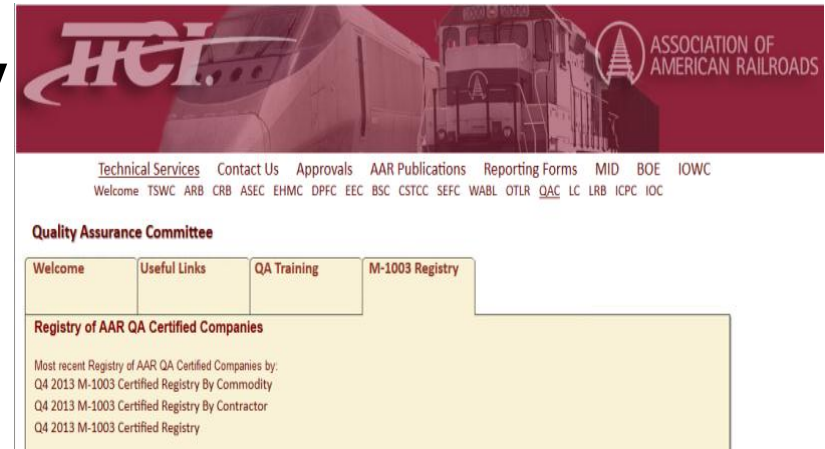 TTCI.
ASSOCIATION OF
AMERICAN RAILROADS
Technical Services Contact Us Approvals AAR Publications Reporting Forms MID BOE IOWC
Welcome TSWC ARB CRB ASEC EHMC DPFC EEC BSC CSTCC SEFC WABL OTLR QAC LC LRB ICPC IOC
Quality Assurance Committee
Welcome Useful Links QA Training M-1003 Registry
Registry of AAR QA Certified Companies
Most recent Registry of AAR QA Certified Companies by:
Q4 2013 M-1003 Certified Registry By Commodity
Q4 2013 M-1003 Certified Registry By Contractor
Q4 2013 M-1003 Certified Registry